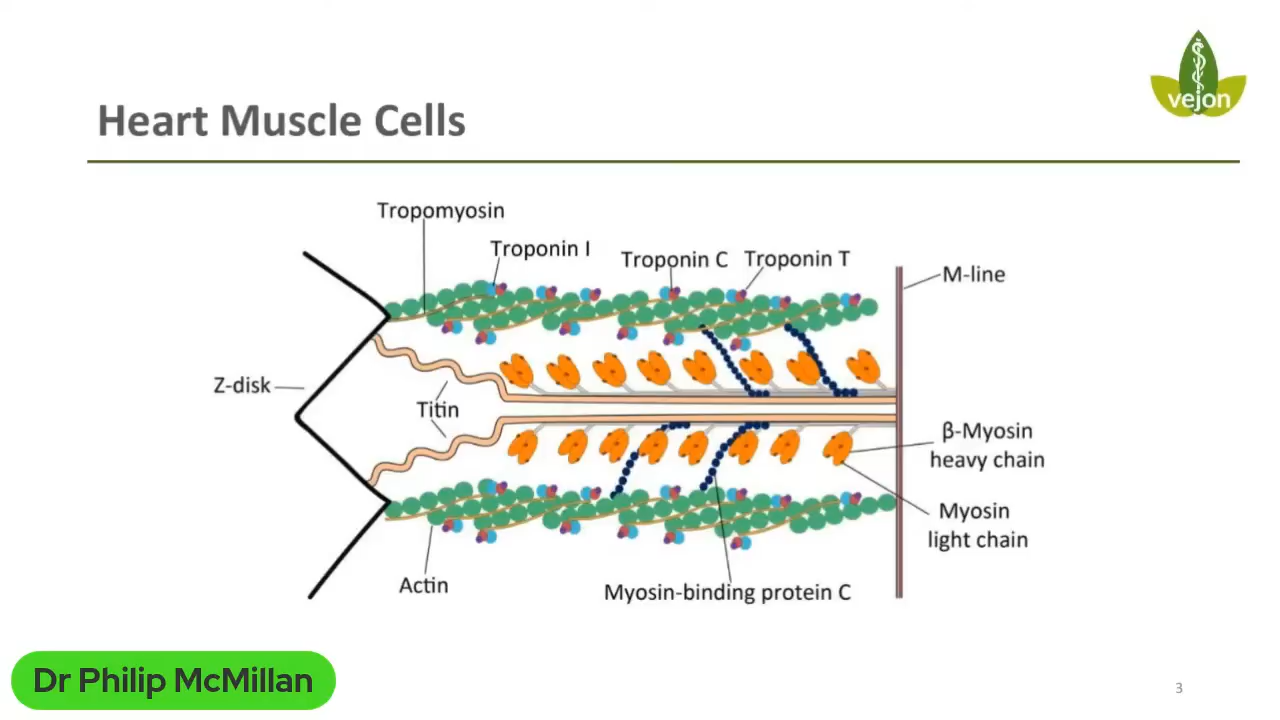 vejon
Heart Muscle Cells
Tropomyosin
Troponin I
Troponin C
Troponin T
M-line
Z-disk
Titin
β-Myosin
heavy chain
Myosin
light chain
Actin
Myosin-binding protein C
Dr Philip McMillan
3